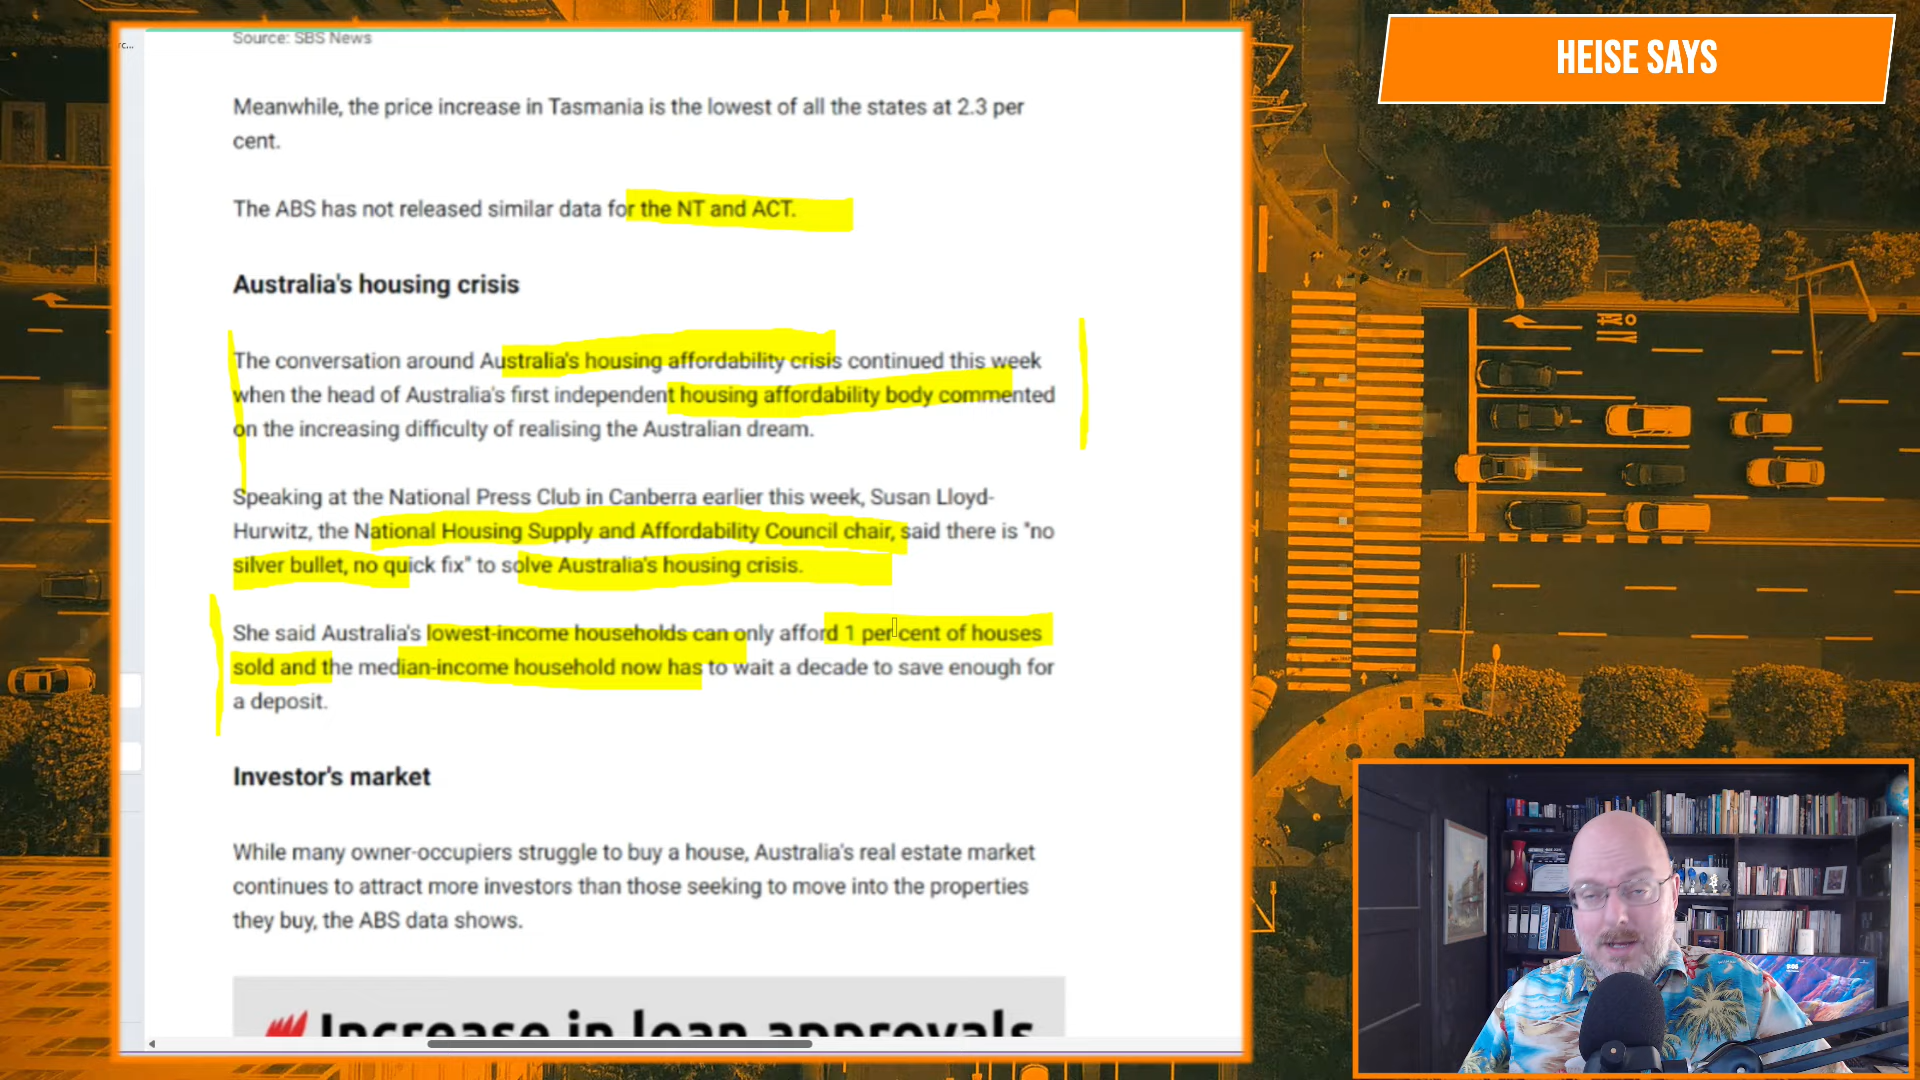 rc...
HEISE SAYS
Source: SBS News
Meanwhile, the price increase in Tasmania is the lowest of all the states at 2.3 per
cent.
The ABS has not released similar data for the NT and ACT.
Australia's housing crisis
The conversation around Australia's housing affordability crisis continued this week
when the head of Australia's first independent housing affordability body commented
on the increasing difficulty of realising the Australian dream.
Speaking at the National Press Club in Canberra earlier this week, Susan Lloyd-
Hurwitz, the National Housing Supply and Affordability Council chair, said there is "no
silver bullet, no quick fix" to solve Australia's housing crisis.
She said Australia's lowest-income households can only afford 1 per cent of houses
sold and the median-income household now has to wait a decade to save enough for
a deposit.
Investor's market
While many owner-occupiers struggle to buy a house, Australia's real estate market
continues to attract more investors than those seeking to move into the properties
they buy, the ABS data shows.
Increase in loan approvals